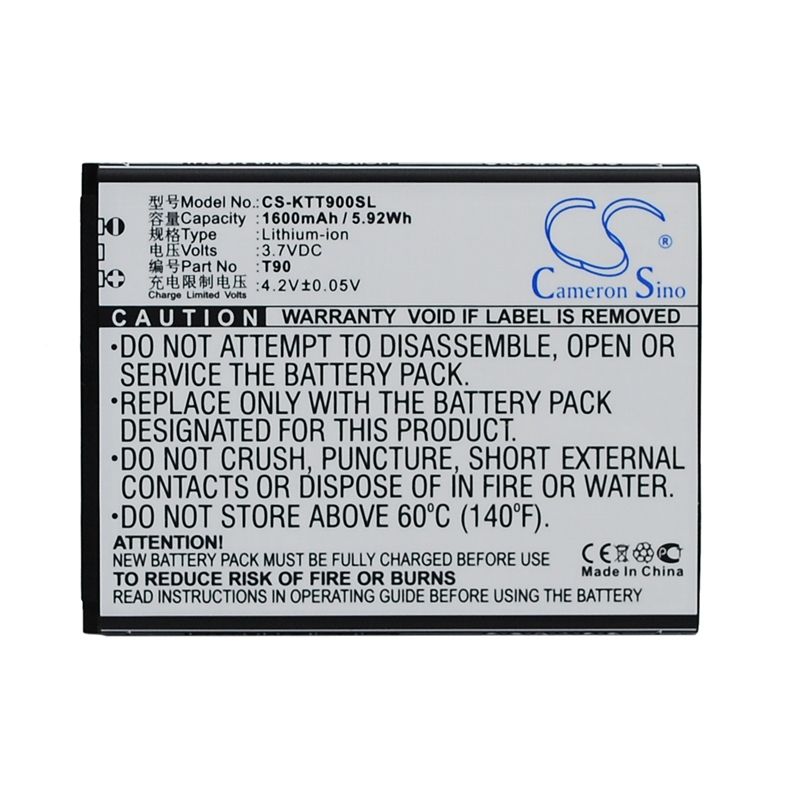 型号Model No.:CS-KTT900SL
容量Capacity :1600mAh / 5.92Wh
类型Type :Lithium-ion
电压Volts :3.7VDC
编号Part No :T90
充电限制电压 :4.2V±0.05V
Charge Limited Volts
CS ®
Cameron Sino
CAUTION WARRANTY VOID IF LABEL IS REMOVED
•DO NOT ATTEMPT TO DISASSEMBLE, OPEN OR
SERVICE THE BATTERY PACK.
•REPLACE ONLY WITH THE BATTERY PACK
DESIGNATED FOR THIS PRODUCT.
•DO NOT CRUSH, PUNCTURE, SHORT EXTERNAL
CONTACTS OR DISPOSE OF IN FIRE OR WATER.
•DO NOT STORE ABOVE 60°C (140°F).
ATTENTION!
NEW BATTERY PACK MUST BE FULLY CHARGED BEFORE USE
TO REDUCE RISK OF FIRE OR BURNS
READ INSTRUCTIONS IN OPERATING GUIDE BEFORE USING THE BATTERY
CE
Made In China